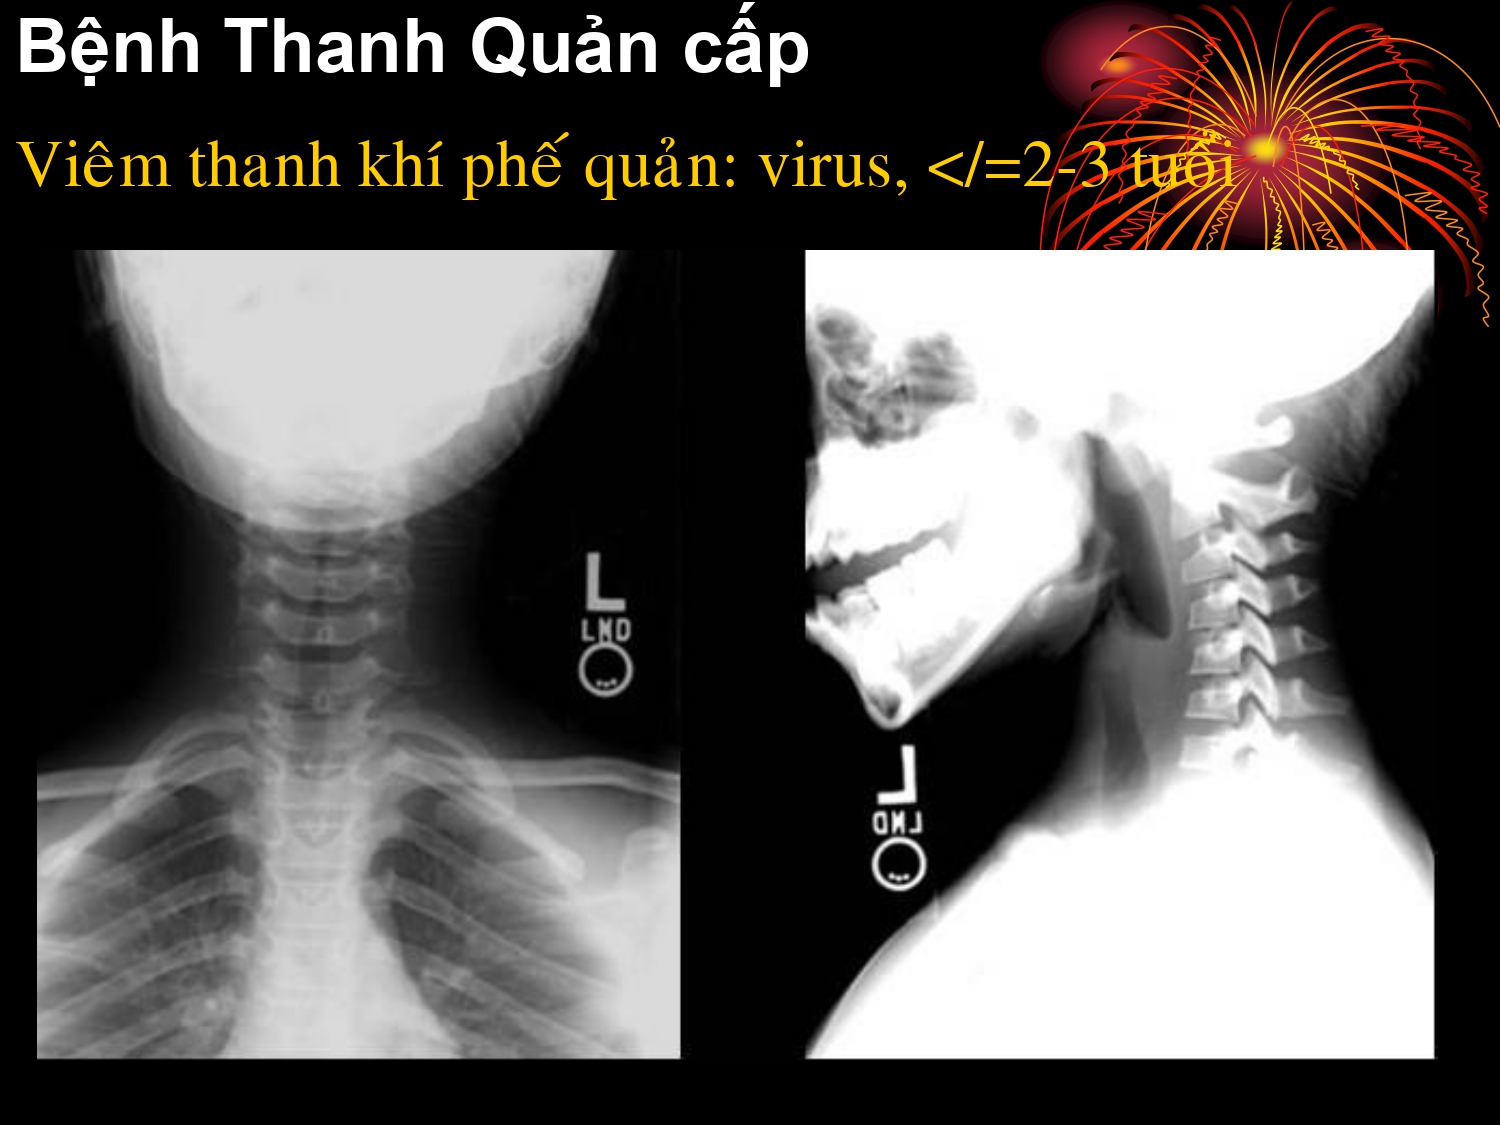 Bệnh Thanh Quản cấp
Viêm thanh khí phế quản: virus, </=2-3 tuổi
L
LMD
L
LMD